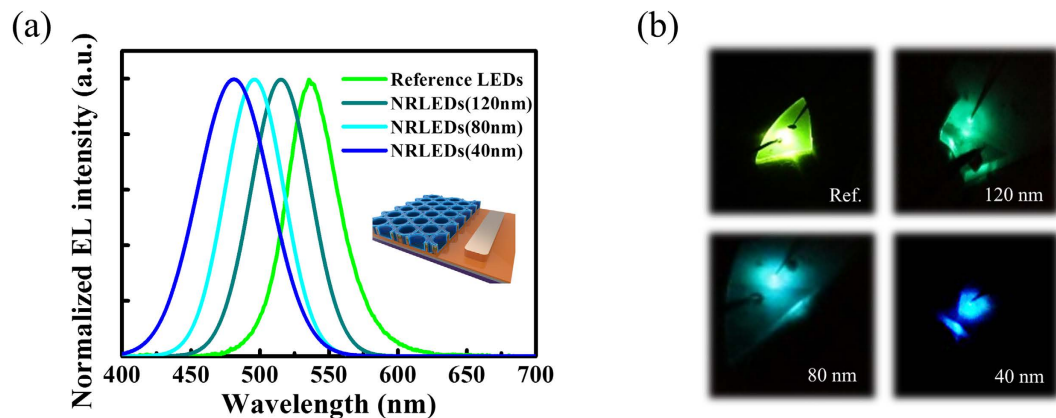 (a)
Normalized EL intensity (a.u.)
Reference LEDs
NRLEDs(120nm)
NRLEDs(80nm)
NRLEDs(40nm)
400 450 500 550 600 650 700
Wavelength (nm)
(b)
Ref.
120 nm
80 nm
40 nm